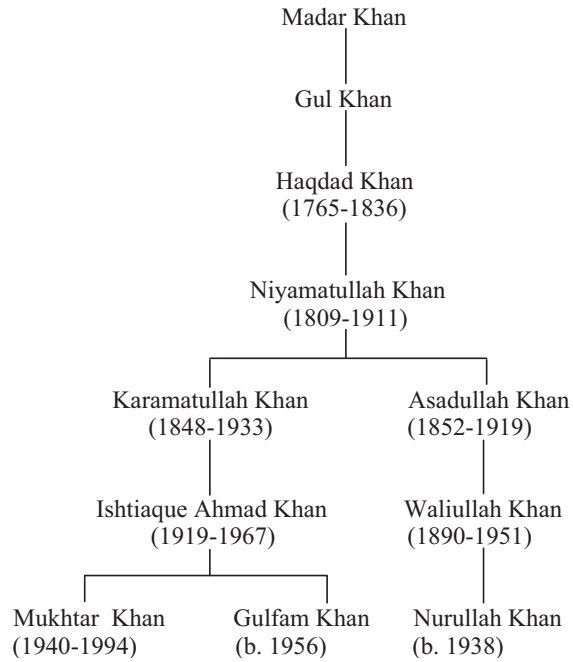 Madar Khan
Gul Khan
Haqdad Khan
(1765-1836)
Niyamatullah Khan
(1809-1911)
Karamatullah Khan
(1848-1933)
Asadullah Khan
(1852-1919)
Ishtiaque Ahmad Khan
(1919-1967)
Waliullah Khan
(1890-1951)
Mukhtar Khan
(1940-1994)
Gulfam Khan
(b. 1956)
Nurullah Khan
(b. 1938)